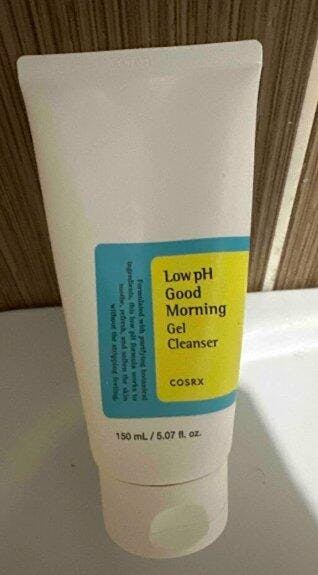 Low pH
Good
Morning
Gel
Cleanser
COSRX
Formulated with purifying botanical
ingredients, this low pH formula works to
soothe, refresh, and soften the skin
without the stripping feeling.
150 mL / 5.07 fl. oz.